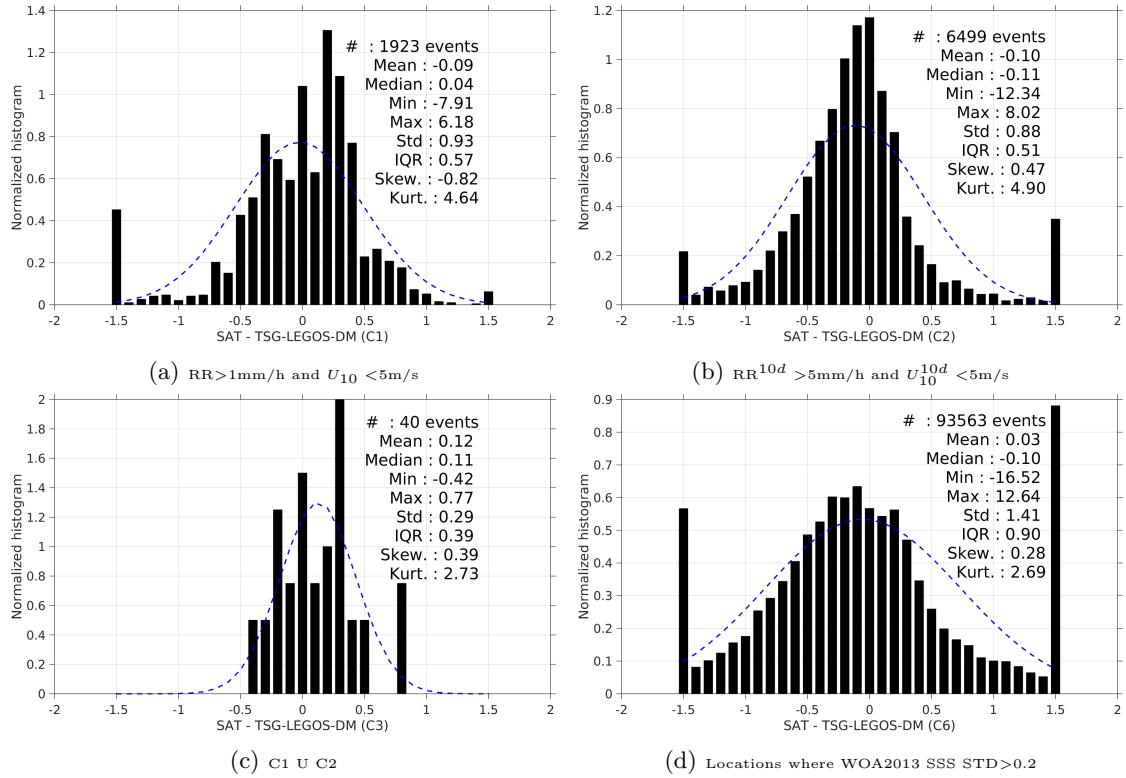 1.4
1.2
1
0.8
0.6
0.4
0.2
0
Normalized histogram
# : 1923 events
Mean : -0.09
Median : 0.04
Min : -7.91
Max : 6.18
Std : 0.93
IQR : 0.57
Skew. : -0.82
Kurt. : 4.64
-2 -1.5 -1 -0.5 0 0.5 1 1.5 2
SAT - TSG-LEGOS-DM (C1)
(a) RR>1mm/h and U10 <5m/s
1.2
1
0.8
0.6
0.4
0.2
0
Normalized histogram
# : 6499 events
Mean : -0.10
Median : -0.11
Min : -12.34
Max : 8.02
Std : 0.88
IQR : 0.51
Skew. : 0.47
Kurt. : 4.90
-2 -1.5 -1 -0.5 0 0.5 1 1.5 2
SAT - TSG-LEGOS-DM (C2)
(b) RR10d >5mm/h and U10 10d <5m/s
2
1.8
1.6
1.4
1.2
1
0.8
0.6
0.4
0.2
0
Normalized histogram
# : 40 events
Mean : 0.12
Median : 0.11
Min : -0.42
Max : 0.77
Std : 0.29
IQR : 0.39
Skew. : 0.39
Kurt. : 2.73
-2 -1.5 -1 -0.5 0 0.5 1 1.5 2
SAT - TSG-LEGOS-DM (C3)
(c) C1 U C2
0.9
0.8
0.7
0.6
0.5
0.4
0.3
0.2
0.1
0
Normalized histogram
# : 93563 events
Mean : 0.03
Median : -0.10
Min : -16.52
Max : 12.64
Std : 1.41
IQR : 0.90
Skew. : 0.28
Kurt. : 2.69
-2 -1.5 -1 -0.5 0 0.5 1 1.5 2
SAT - TSG-LEGOS-DM (C6)
(d) Locations where WOA2013 SSS STD>0.2